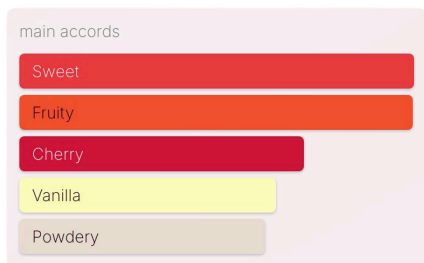 main accords
Sweet
Fruity
Cherry
Vanilla
Powdery